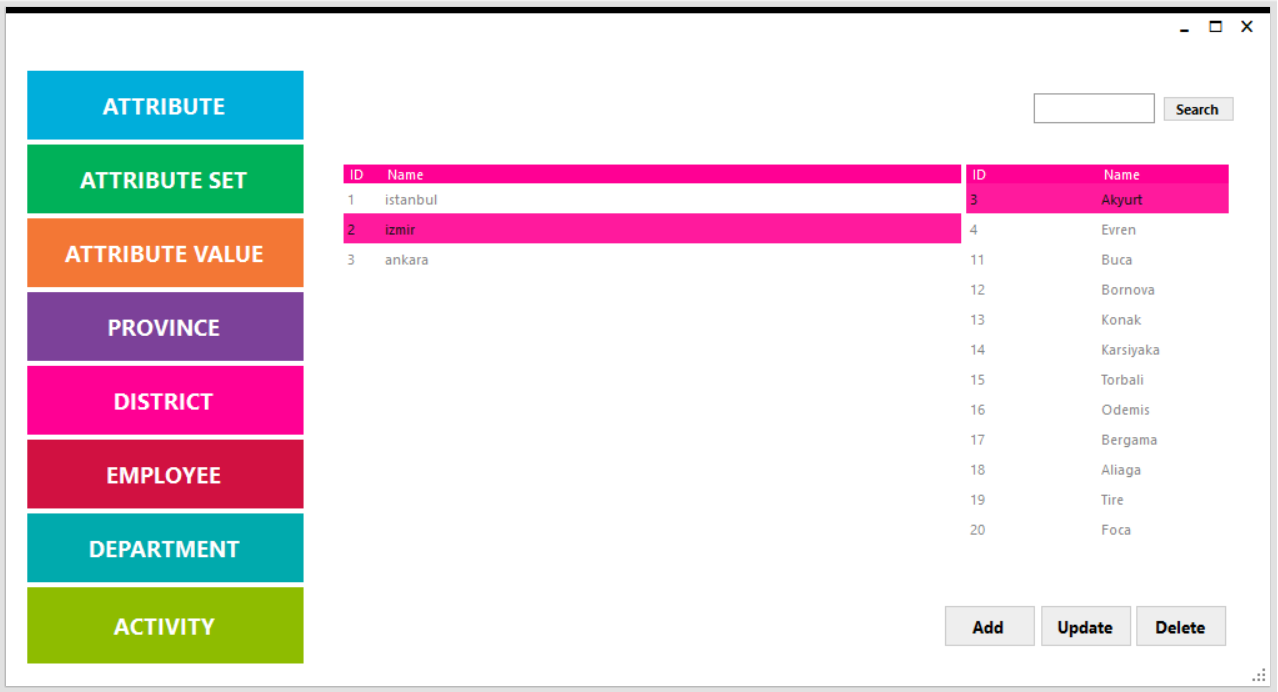 ATTRIBUTE
ATTRIBUTE SET
ATTRIBUTE VALUE
PROVINCE
DISTRICT
EMPLOYEE
DEPARTMENT
ACTIVITY
Search
ID Name
1 istanbul
2 izmir
3 ankara
ID Name
3 Akyurt
4 Evren
11 Buca
12 Bornova
13 Konak
14 Karsiyaka
15 Torbali
16 Odemis
17 Bergama
18 Aliaga
19 Tire
20 Foca
Add Update Delete